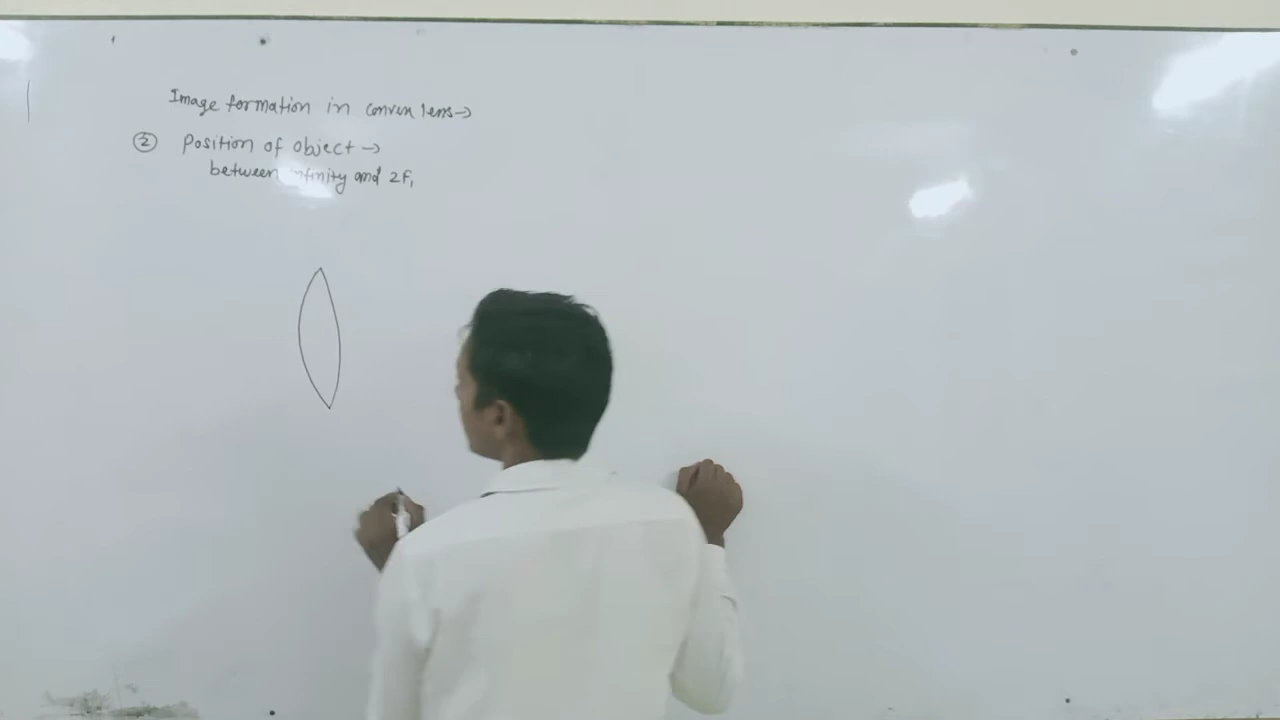 Image formation in convex lens→
② Position of object →
between infinity and 2F₁